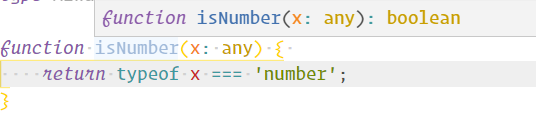 function isNumber(x: any): boolean
function isNumber(x: any) {
    return typeof x === 'number';
}